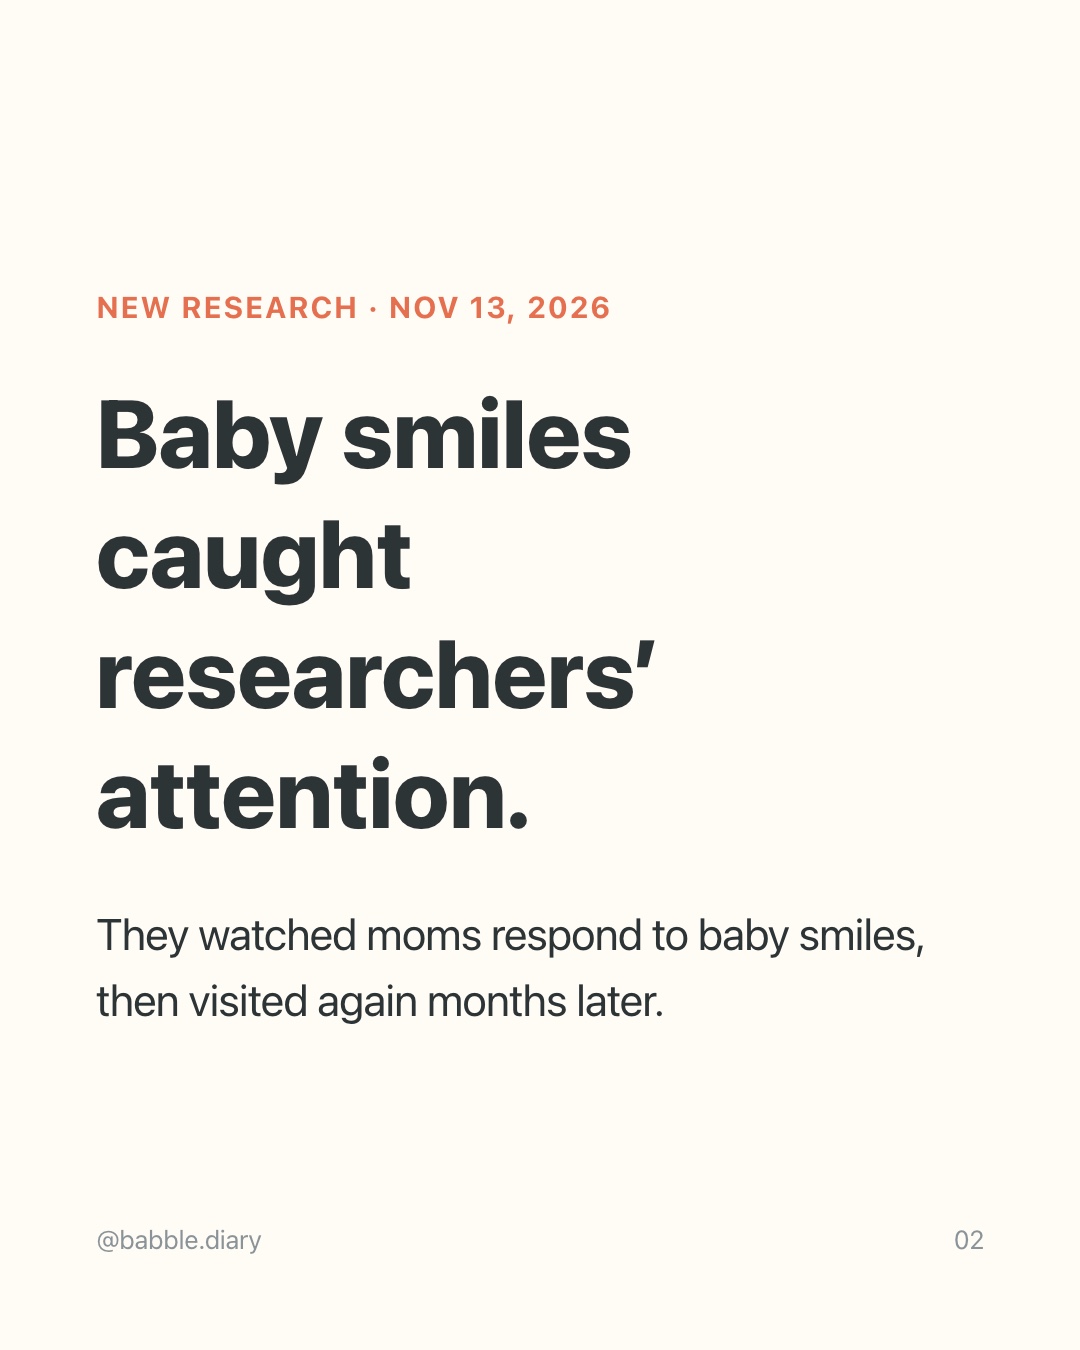 NEW RESEARCH · NOV 13, 2026
Baby smiles
caught
researchers’
attention.
They watched moms respond to baby smiles,
then visited again months later.
@babble.diary
02